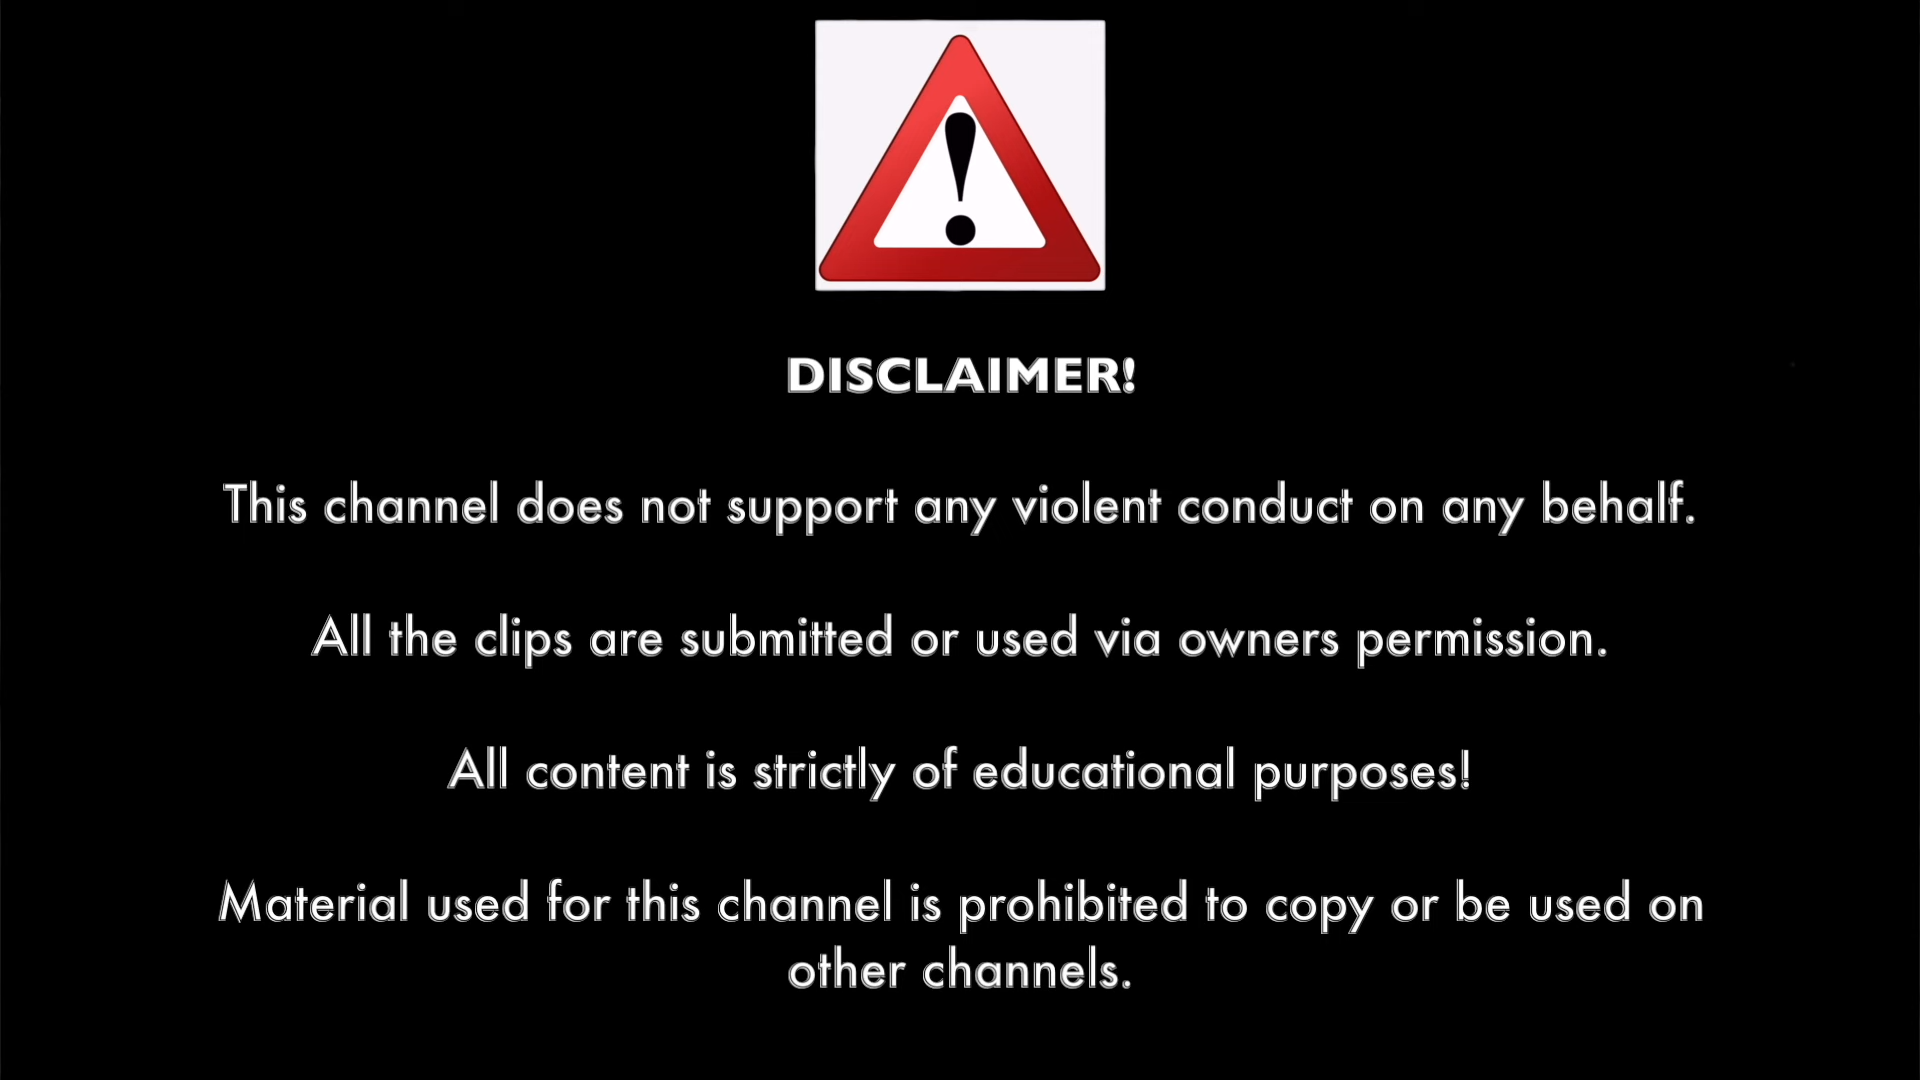 DISCLAIMER!
This channel does not support any violent conduct on any behalf.
All the clips are submitted or used via owners permission.
All content is strictly of educational purposes!
Material used for this channel is prohibited to copy or be used on
other channels.